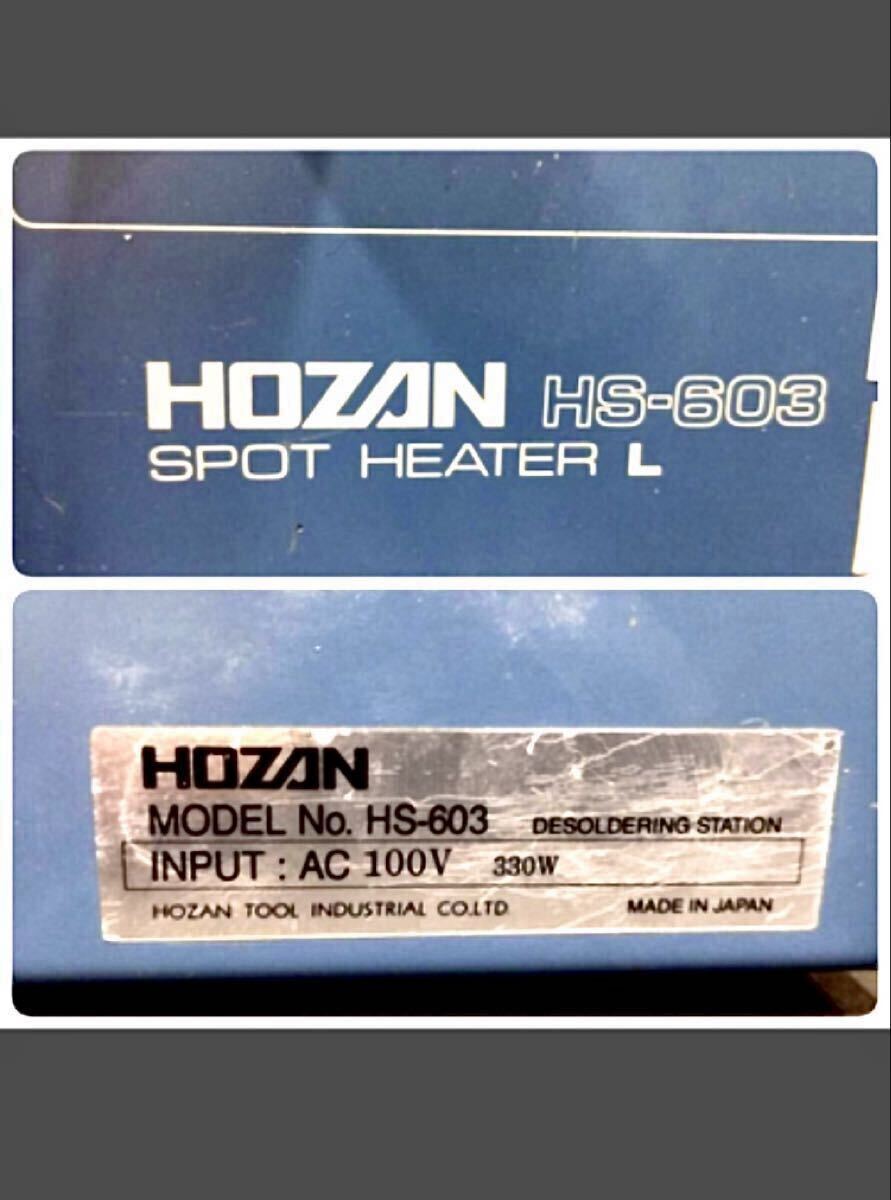 HOZAN HS-603
SPOT HEATER L
HOZAN
MODEL No. HS-603 DESOLDERING STATION
INPUT : AC 100V 330W
HOZAN TOOL INDUSTRIAL CO.LTD. MADE IN JAPAN